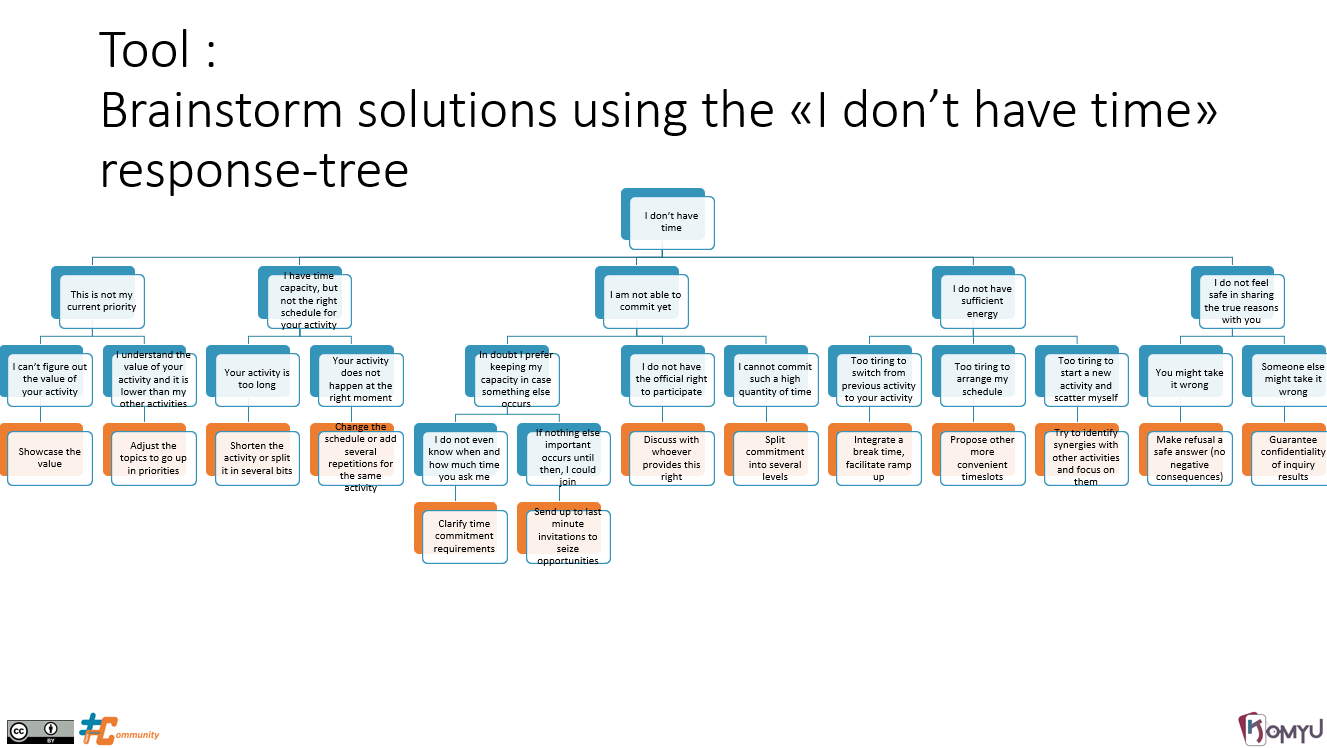 Tool :
Brainstorm solutions using the «I don’t have time»
response-tree
I don’t have
time
This is not my
current priority
I have time
capacity, but
not the right
schedule for
your activity
I am not able to
commit yet
I do not have
sufficient
energy
I do not feel
safe in sharing
the true reasons
with you
I can’t figure out
the value of
your activity
I understand the
value of your
activity and it is
lower than my
other activities
Your activity is
too long
Your activity
does not
happen at the
right moment
In doubt I prefer
keeping my
capacity in case
something else
occurs
I do not have
the official right
to participate
I cannot commit
such a high
quantity of time
Too tiring to
switch from
previous activity
to your activity
Too tiring to
arrange my
schedule
Too tiring to
start a new
activity and
scatter myself
You might take
it wrong
Someone else
might take it
wrong
Showcase the
value
Adjust the
topics to go up
in priorities
Shorten the
activity or split
it in several bits
Change the
schedule or add
several
repetitions for
the same
activity
I do not even
know when and
how much time
you ask me
If nothing else
important
occurs until
then, I could
join
Discuss with
whoever
provides this
right
Split
commitment
into several
levels
Integrate a
break time,
facilitate ramp
up
Propose other
more
convenient
timeslots
Try to identify
synergies with
other activities
and focus on
them
Make refusal a
safe answer (no
negative
consequences)
Guarantee
confidentiality
of inquiry
results
Clarify time
commitment
requirements
Send up to last
minute
invitations to
seize
opportunities
cc BY
#Community
KOMYU